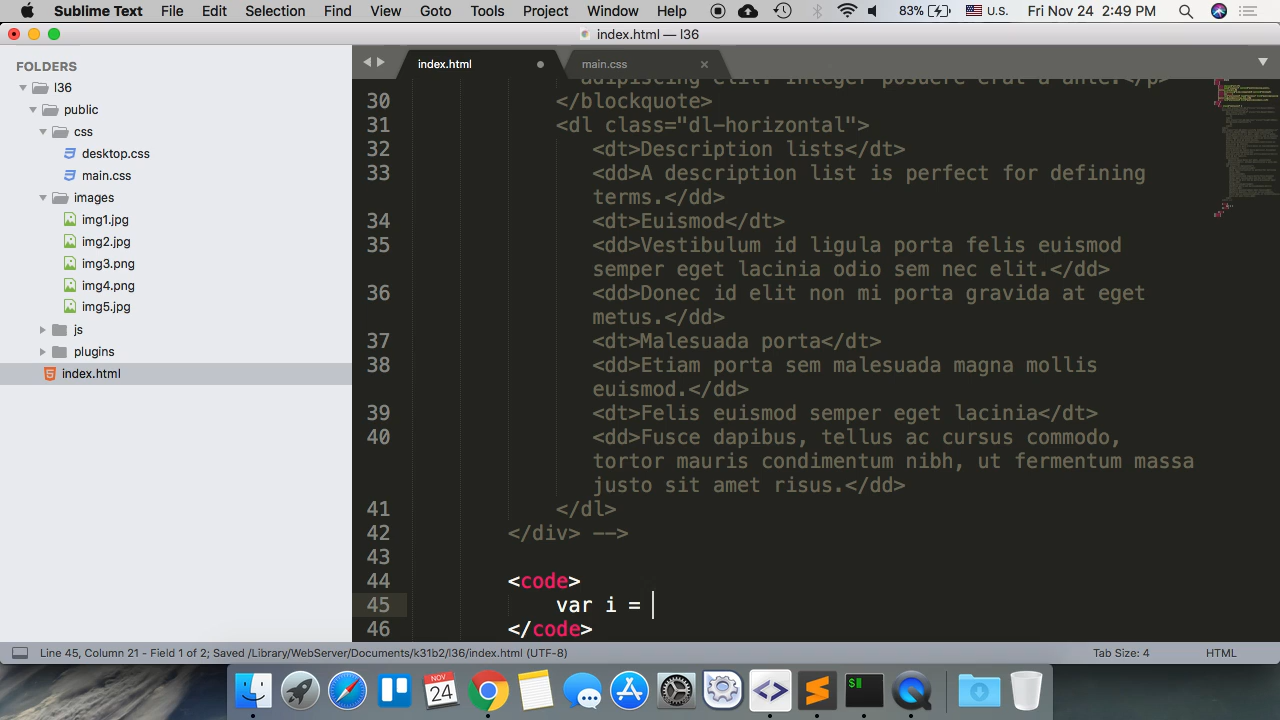 Sublime Text File Edit Selection Find View Goto Tools Project Window Help 83% U.S. Fri Nov 24 2:49 PM
index.html — l36
FOLDERS
l36
public
css
desktop.css
main.css
images
img1.jpg
img2.jpg
img3.png
img4.png
img5.jpg
js
plugins
index.html
index.html main.css
adipiscing elit. Integer posuere erat a ante.</p>
30 </blockquote>
31 <dl class="dl-horizontal">
32 <dt>Description lists</dt>
33 <dd>A description list is perfect for defining
terms.</dd>
34 <dt>Euismod</dt>
35 <dd>Vestibulum id ligula porta felis euismod
semper eget lacinia odio sem nec elit.</dd>
36 <dd>Donec id elit non mi porta gravida at eget
metus.</dd>
37 <dt>Malesuada porta</dt>
38 <dd>Etiam porta sem malesuada magna mollis
euismod.</dd>
39 <dt>Felis euismod semper eget lacinia</dt>
40 <dd>Fusce dapibus, tellus ac cursus commodo,
tortor mauris condimentum nibh, ut fermentum massa
justo sit amet risus.</dd>
41 </dl>
42 </div> -->
43
44 <code>
45 var i =
46 </code>
Line 45, Column 21 - Field 1 of 2; Saved /Library/WebServer/Documents/k31b2/l36/index.html (UTF-8) Tab Size: 4 HTML
NOV
24